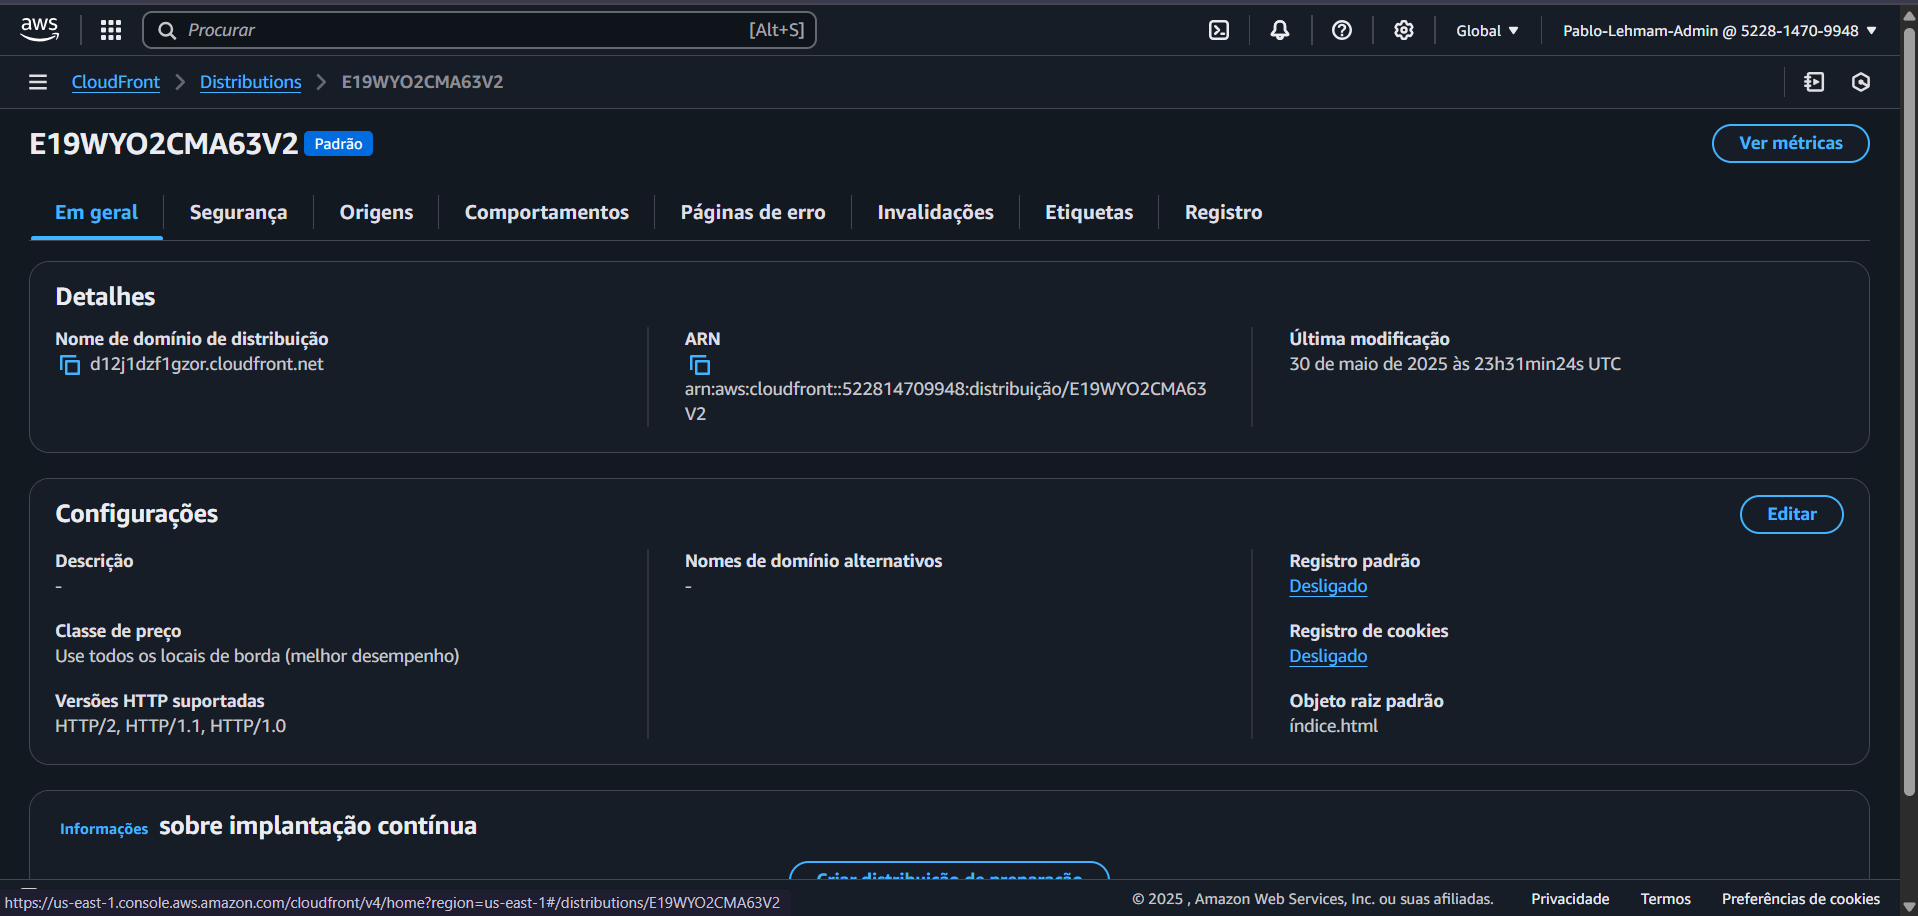 aws
Procurar [Alt+S]
Global
Pablo-Lehmam-Admin @ 5228-1470-9948
CloudFront
Distributions
E19WYO2CMA63V2
E19WYO2CMA63V2
Padrão
Ver métricas
Em geral
Segurança
Origens
Comportamentos
Páginas de erro
Invalidações
Etiquetas
Registro
Detalhes
Nome de domínio de distribuição
d12j1dzf1gzor.cloudfront.net
ARN
arn:aws:cloudfront::522814709948:distribuição/E19WYO2CMA63
V2
Última modificação
30 de maio de 2025 às 23h31min24s UTC
Configurações
Editar
Descrição
-
Classe de preço
Use todos os locais de borda (melhor desempenho)
Versões HTTP suportadas
HTTP/2, HTTP/1.1, HTTP/1.0
Nomes de domínio alternativos
-
Registro padrão
Desligado
Registro de cookies
Desligado
Objeto raiz padrão
índice.html
Informações sobre implantação contínua
Criar distribuição de preparação
© 2025 , Amazon Web Services, Inc. ou suas afiliadas.
Privacidade
Termos
Preferências de cookies
https://us-east-1.console.aws.amazon.com/cloudfront/v4/home?region=us-east-1#/distributions/E19WYO2CMA63V2